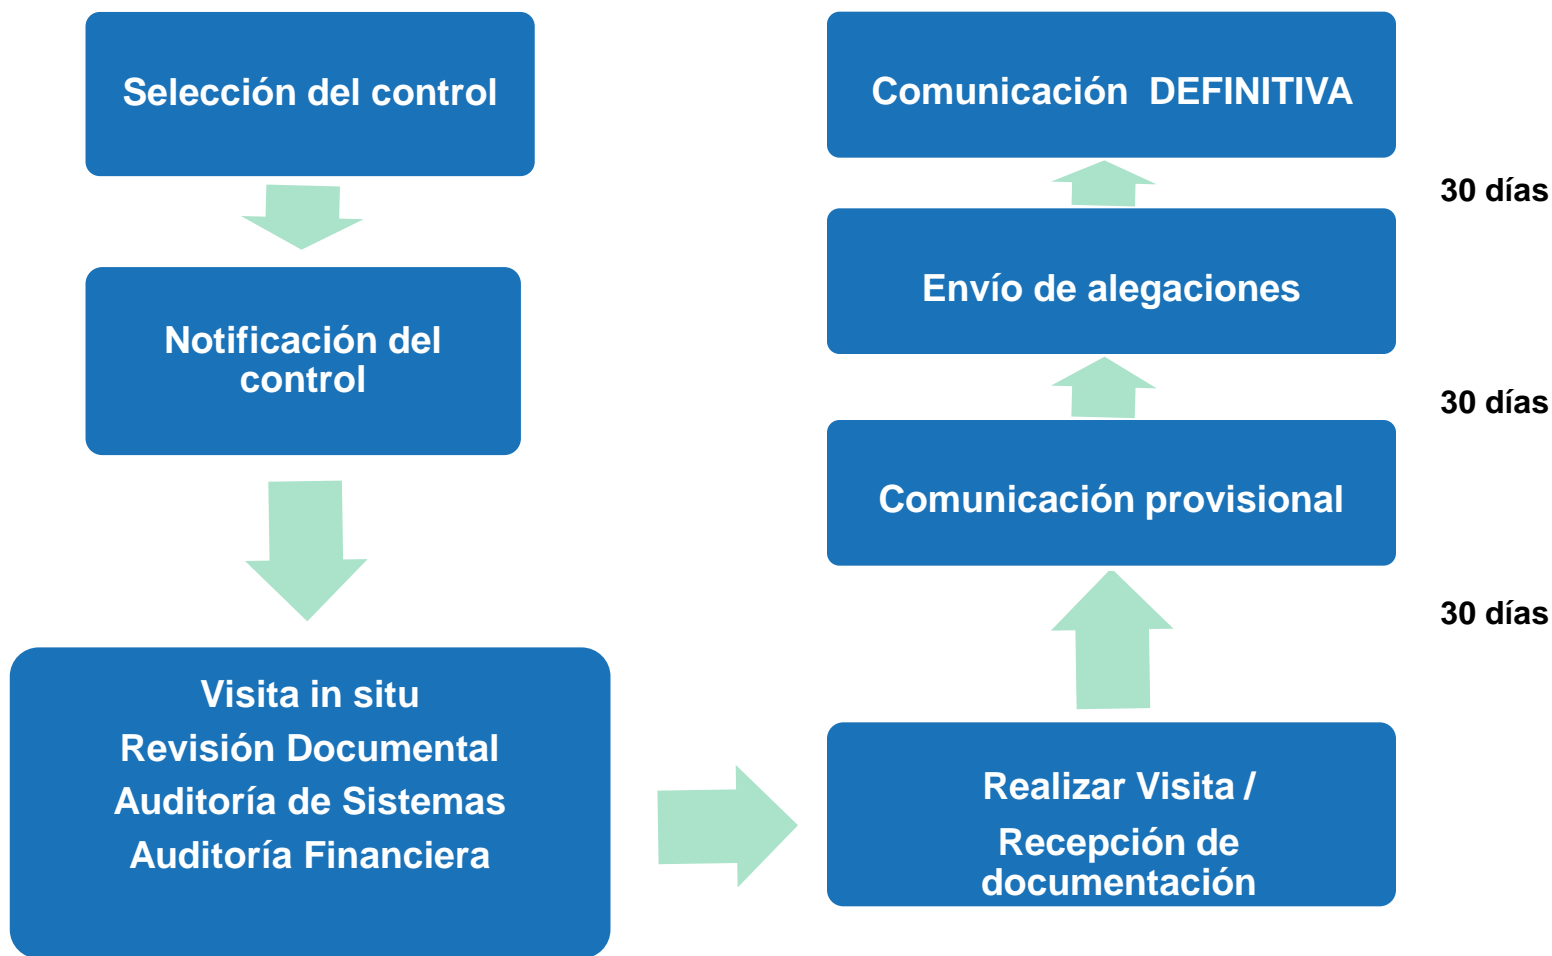 Selección del control
Notificación del
control
Visita in situ
Revisión Documental
Auditoría de Sistemas
Auditoría Financiera
Realizar Visita /
Recepción de
documentación
30 días
Comunicación provisional
30 días
Envío de alegaciones
30 días
Comunicación DEFINITIVA